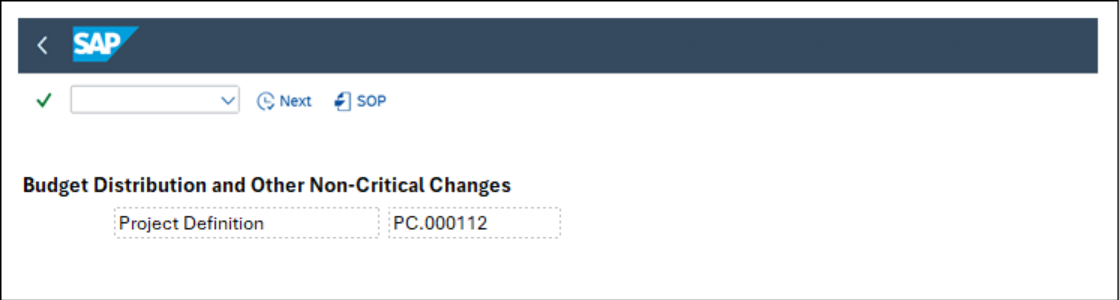 SAP
Next SOP
Budget Distribution and Other Non-Critical Changes
Project Definition PC.000112